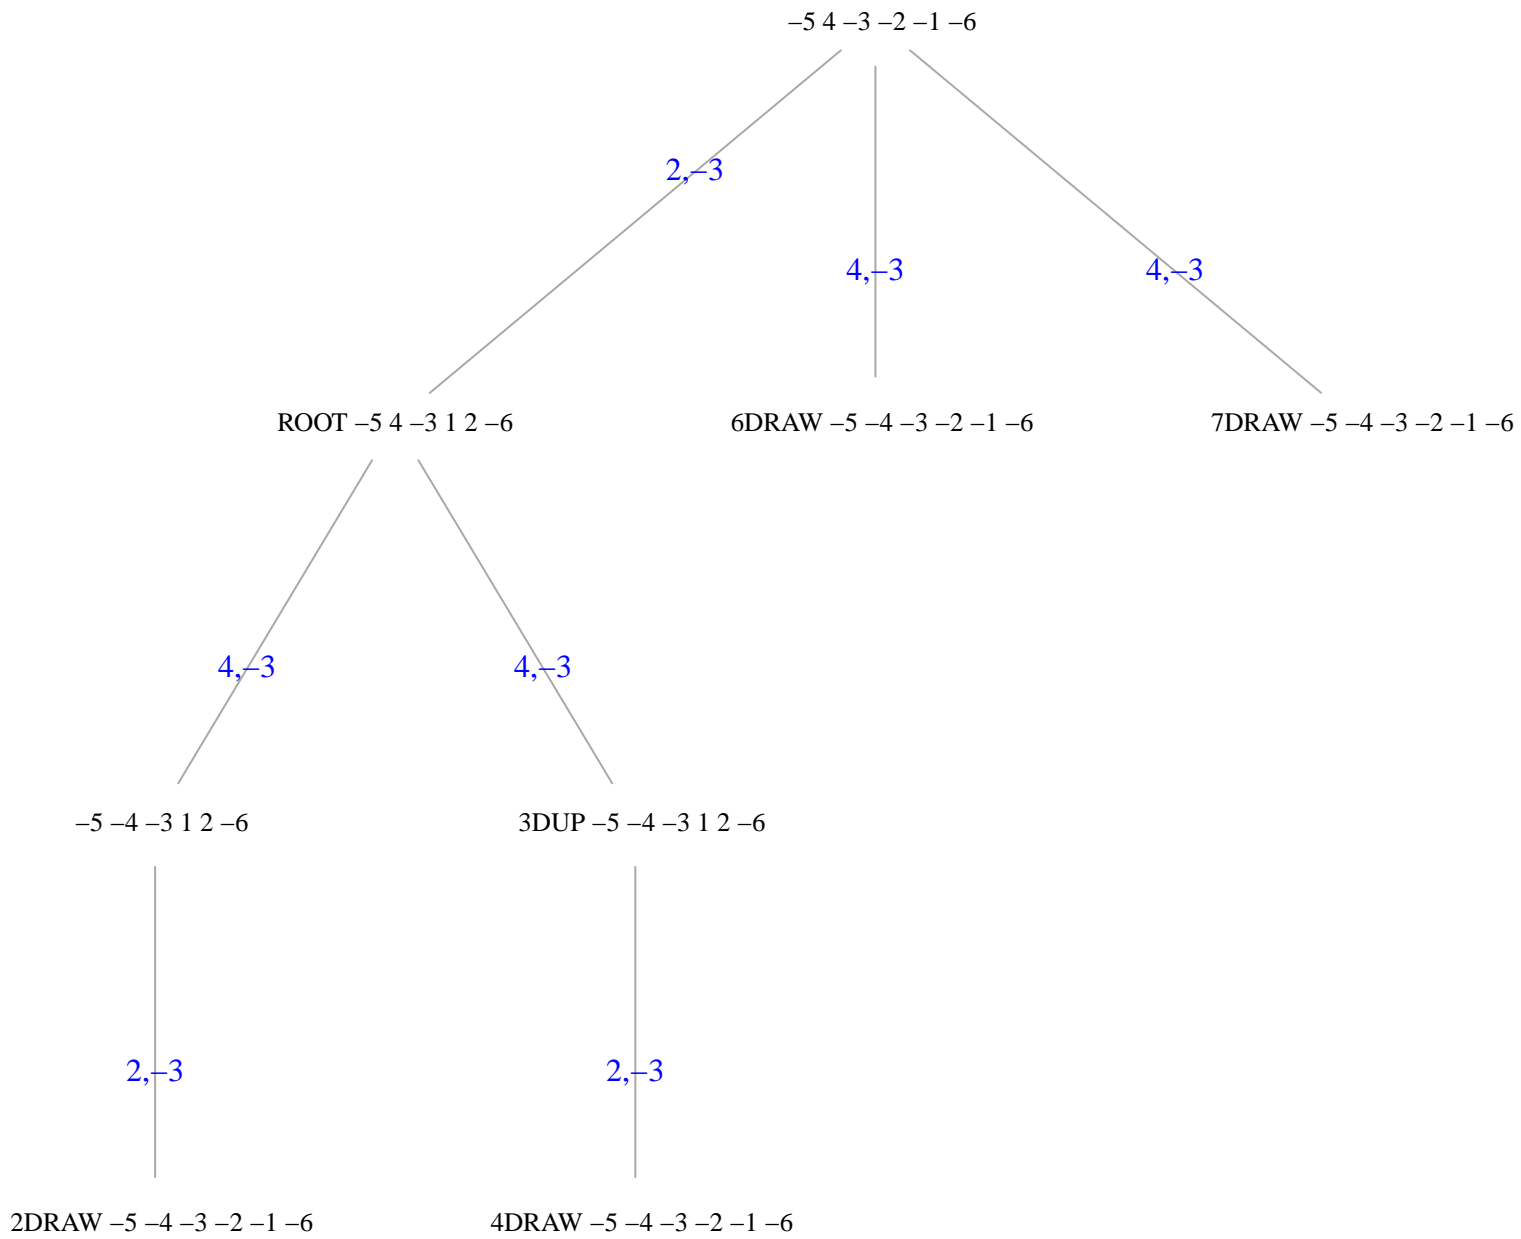 –5 4 –3 –2 –1 –6
2,–3
4,–3
4,–3
ROOT –5 4 –3 1 2 –6
6DRAW –5 –4 –3 –2 –1 –6
7DRAW –5 –4 –3 –2 –1 –6
4,–3
4,–3
–5 –4 –3 1 2 –6
3DUP –5 –4 –3 1 2 –6
2,–3
2,–3
2DRAW –5 –4 –3 –2 –1 –6
4DRAW –5 –4 –3 –2 –1 –6